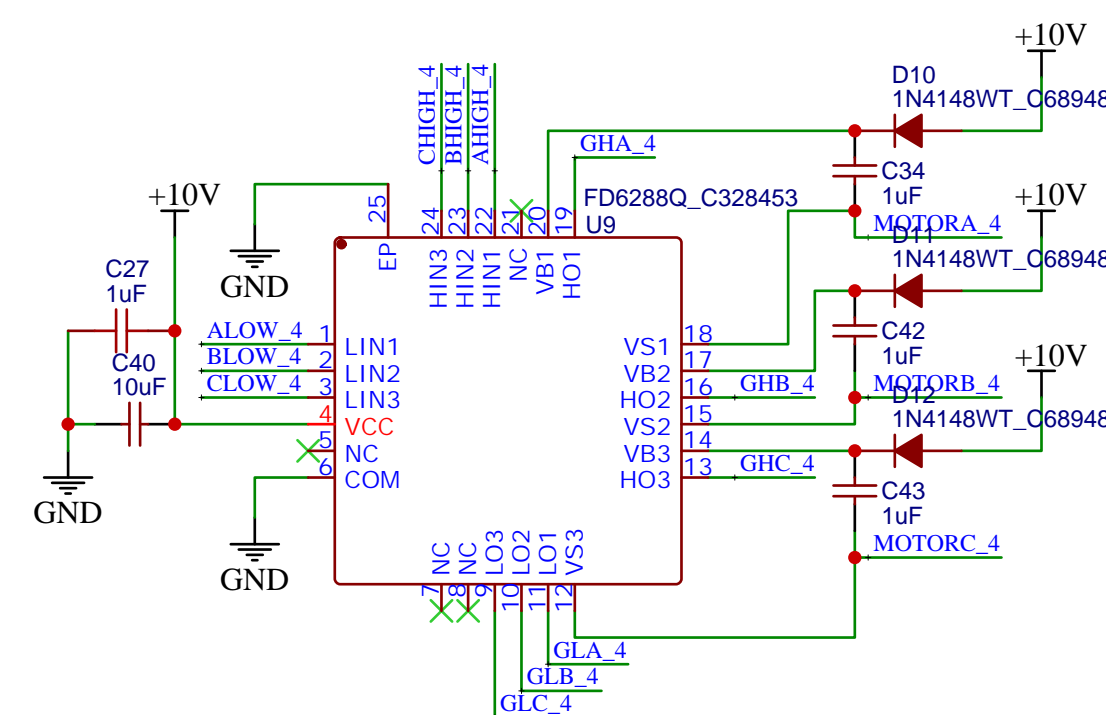 +10V
D10
1N4148WT_C68948
CHIGH_4
BHIGH_4
AHIGH_4
GHA_4
C34
1uF
+10V
+10V
25
24
23
22
21
20
19
FD6288Q_C328453
U9
MOTORA_4
D11
1N4148WT_C68948
EP
HIN3
HIN2
HIN1
NC
VB1
HO1
GND
C27
1uF
ALOW_4
1
LIN1
VS1
18
C42
1uF
+10V
C40
10uF
BLOW_4
2
LIN2
VB2
17
CLOW_4
3
LIN3
HO2
16
GHB_4
MOTORB_4
D12
1N4148WT_C68948
4
VCC
VS2
15
5
NC
VB3
14
6
COM
HO3
13
GHC_4
C43
1uF
GND
MOTORC_4
GND
NC
NC
LO3
LO2
LO1
VS3
7
8
9
10
11
12
GLA_4
GLB_4
GLC_4